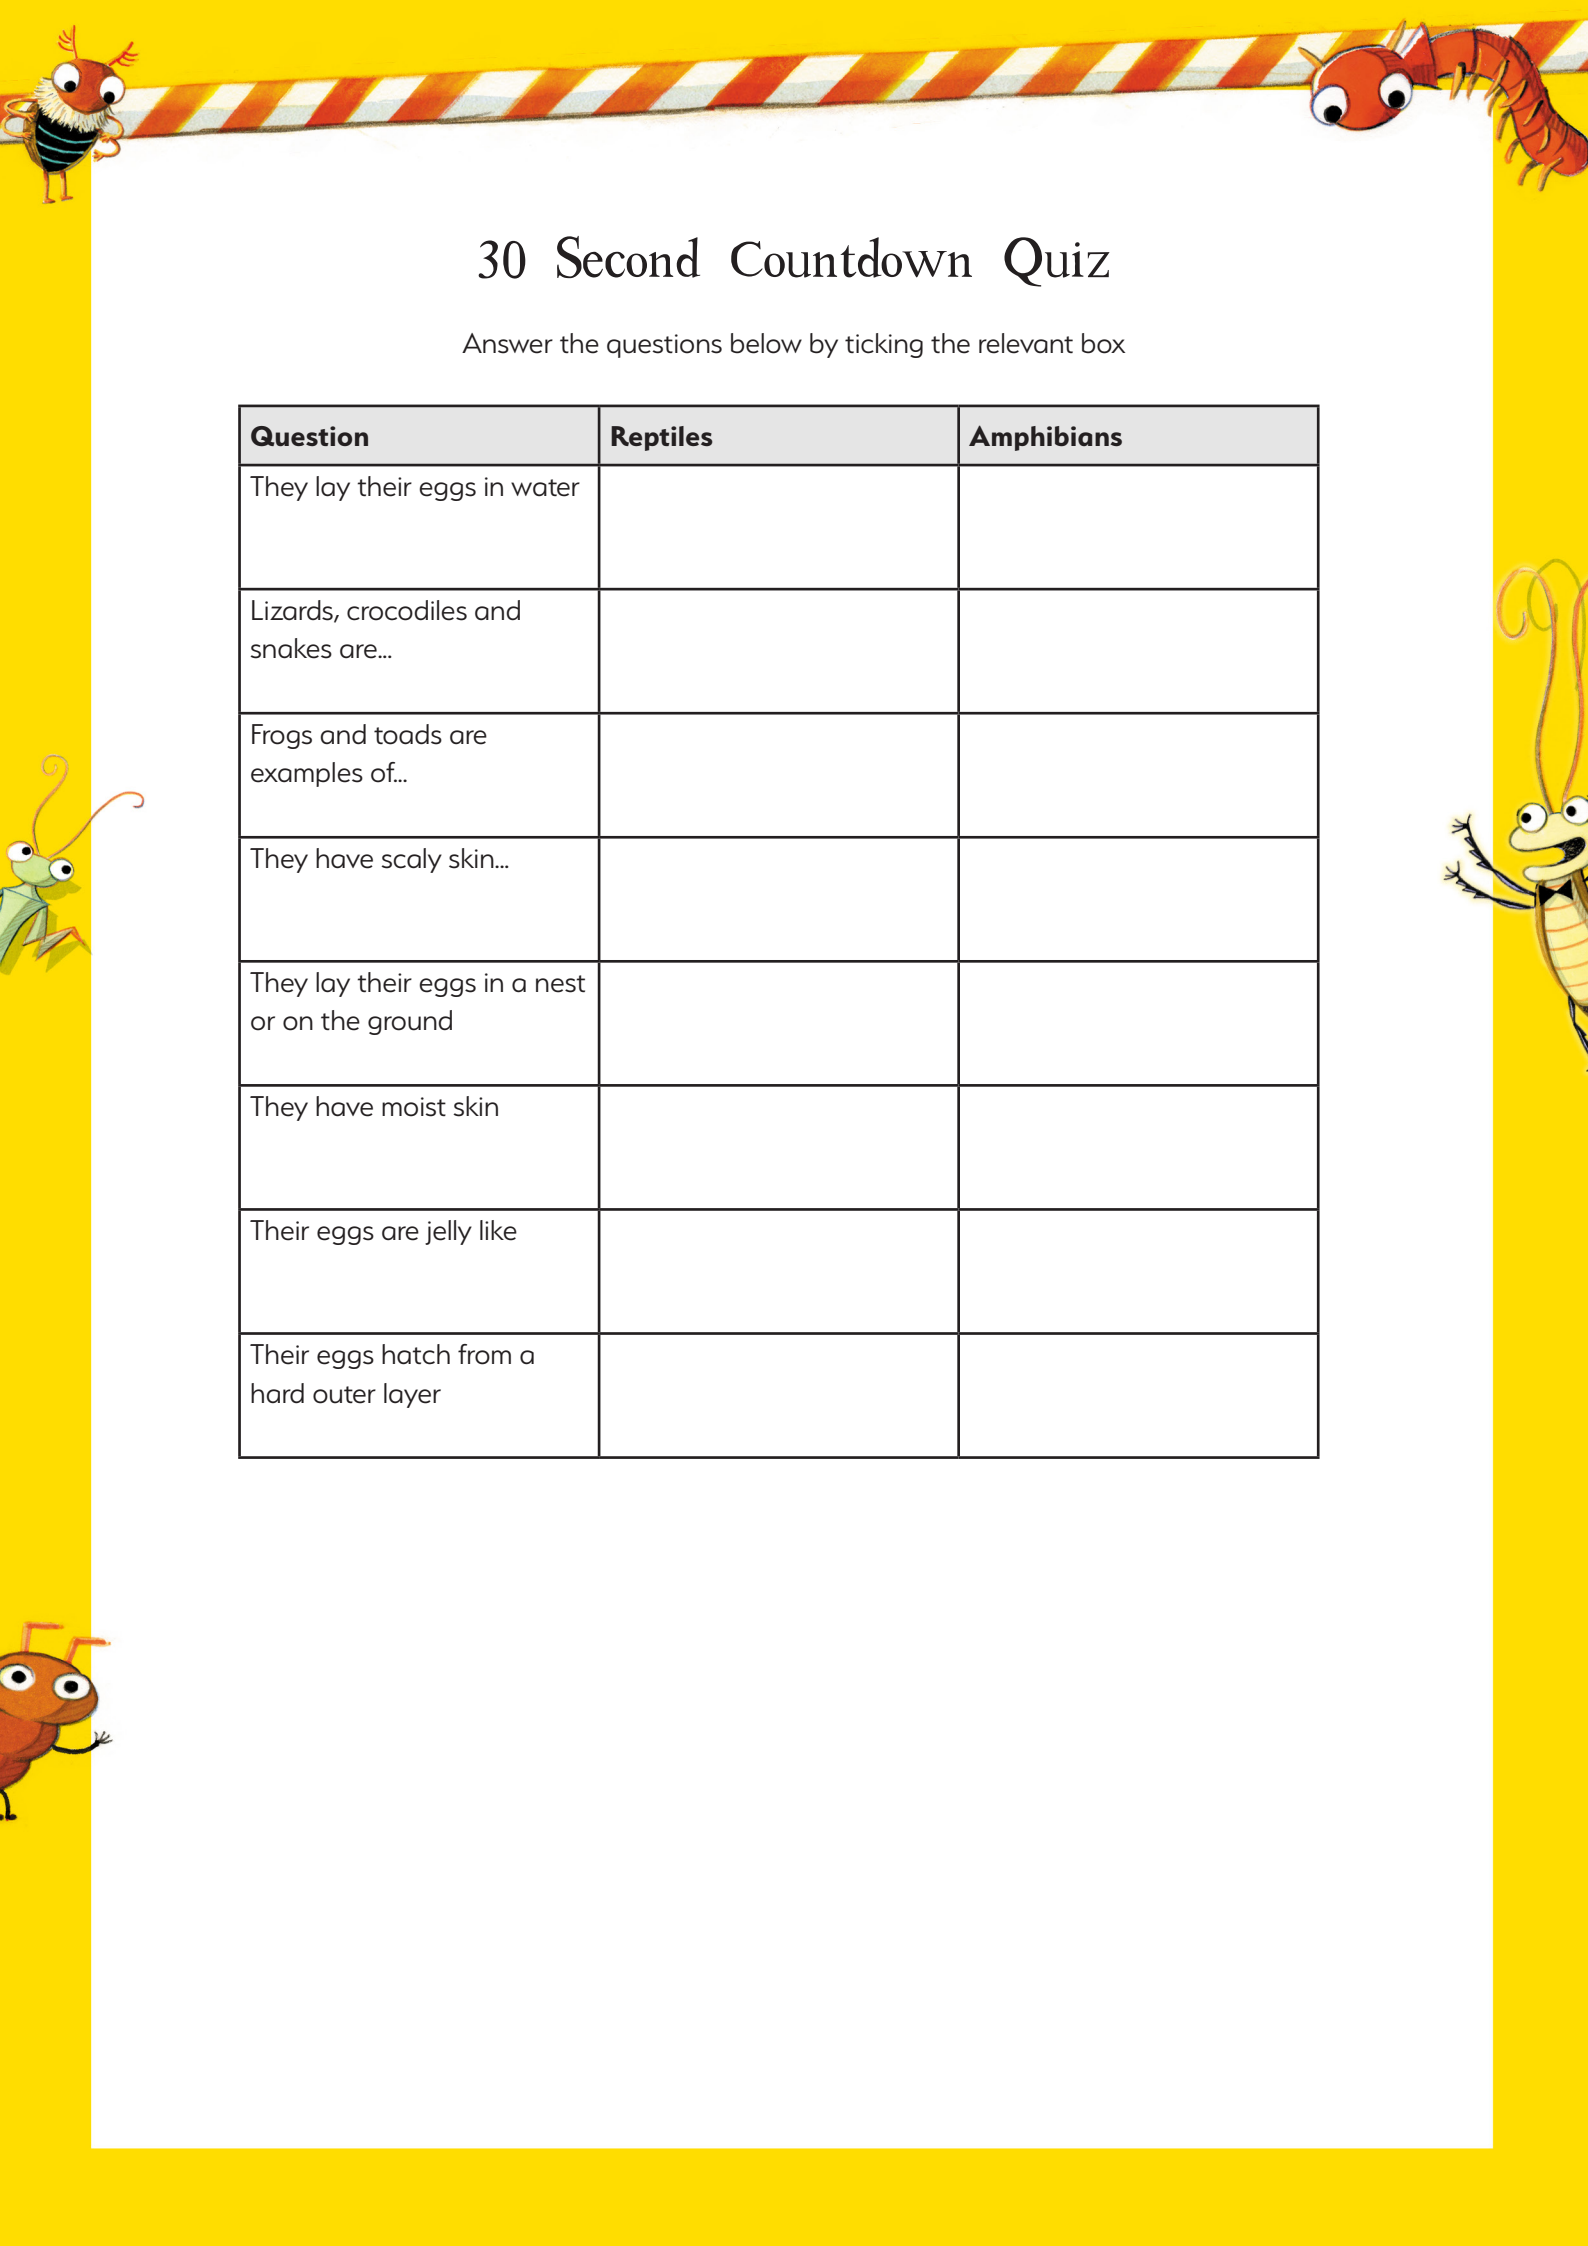 30 Second Countdown Quiz
Answer the questions below by ticking the relevant box
Question Reptiles Amphibians
They lay their eggs in water
Lizards, crocodiles and
snakes are...
Frogs and toads are
examples of...
They have scaly skin...
They lay their eggs in a nest
or on the ground
They have moist skin
Their eggs are jelly like
Their eggs hatch from a
hard outer layer